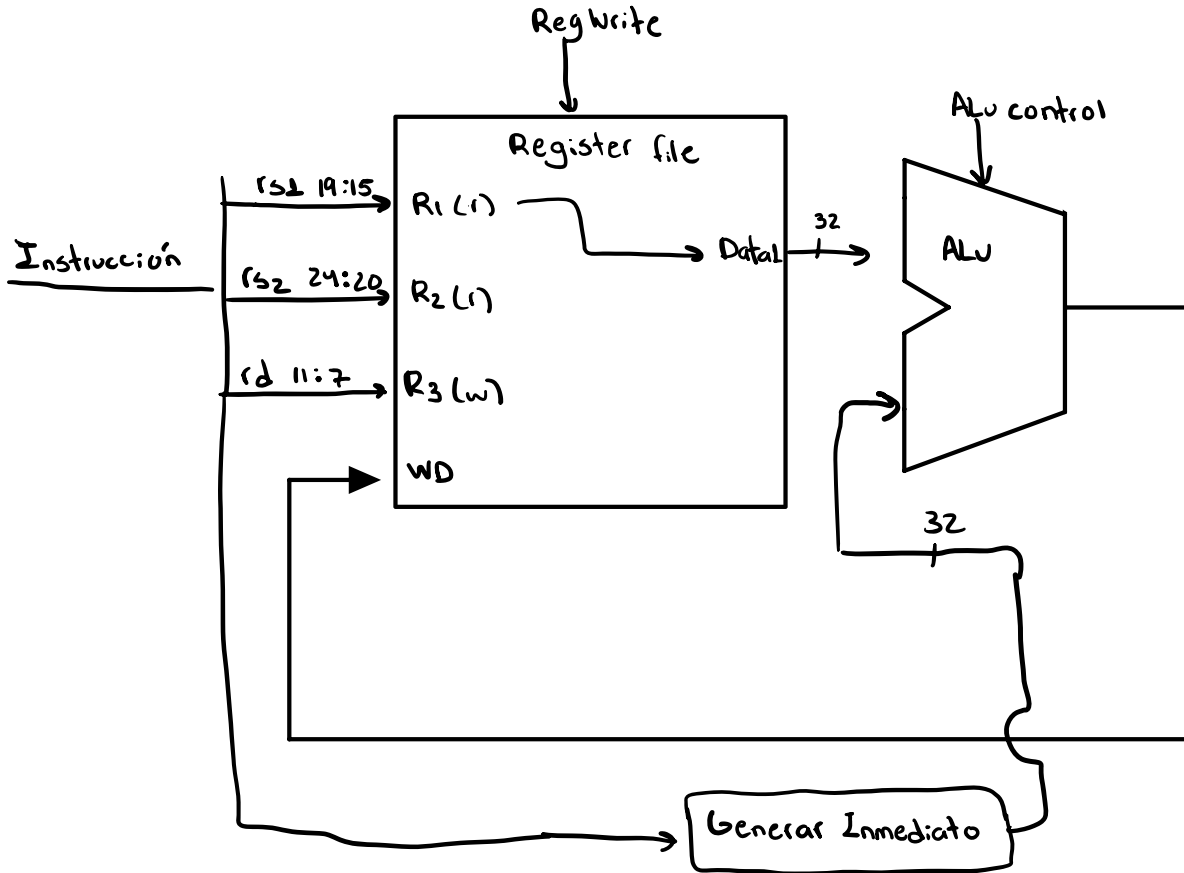 RegWrite
ALU control
Register file
rs1 19:15
R1(r)
32
Data1
ALU
Instrucción
rs2 24:20
R2(r)
rd 11:7
R3(w)
WD
32
Generar Inmediato